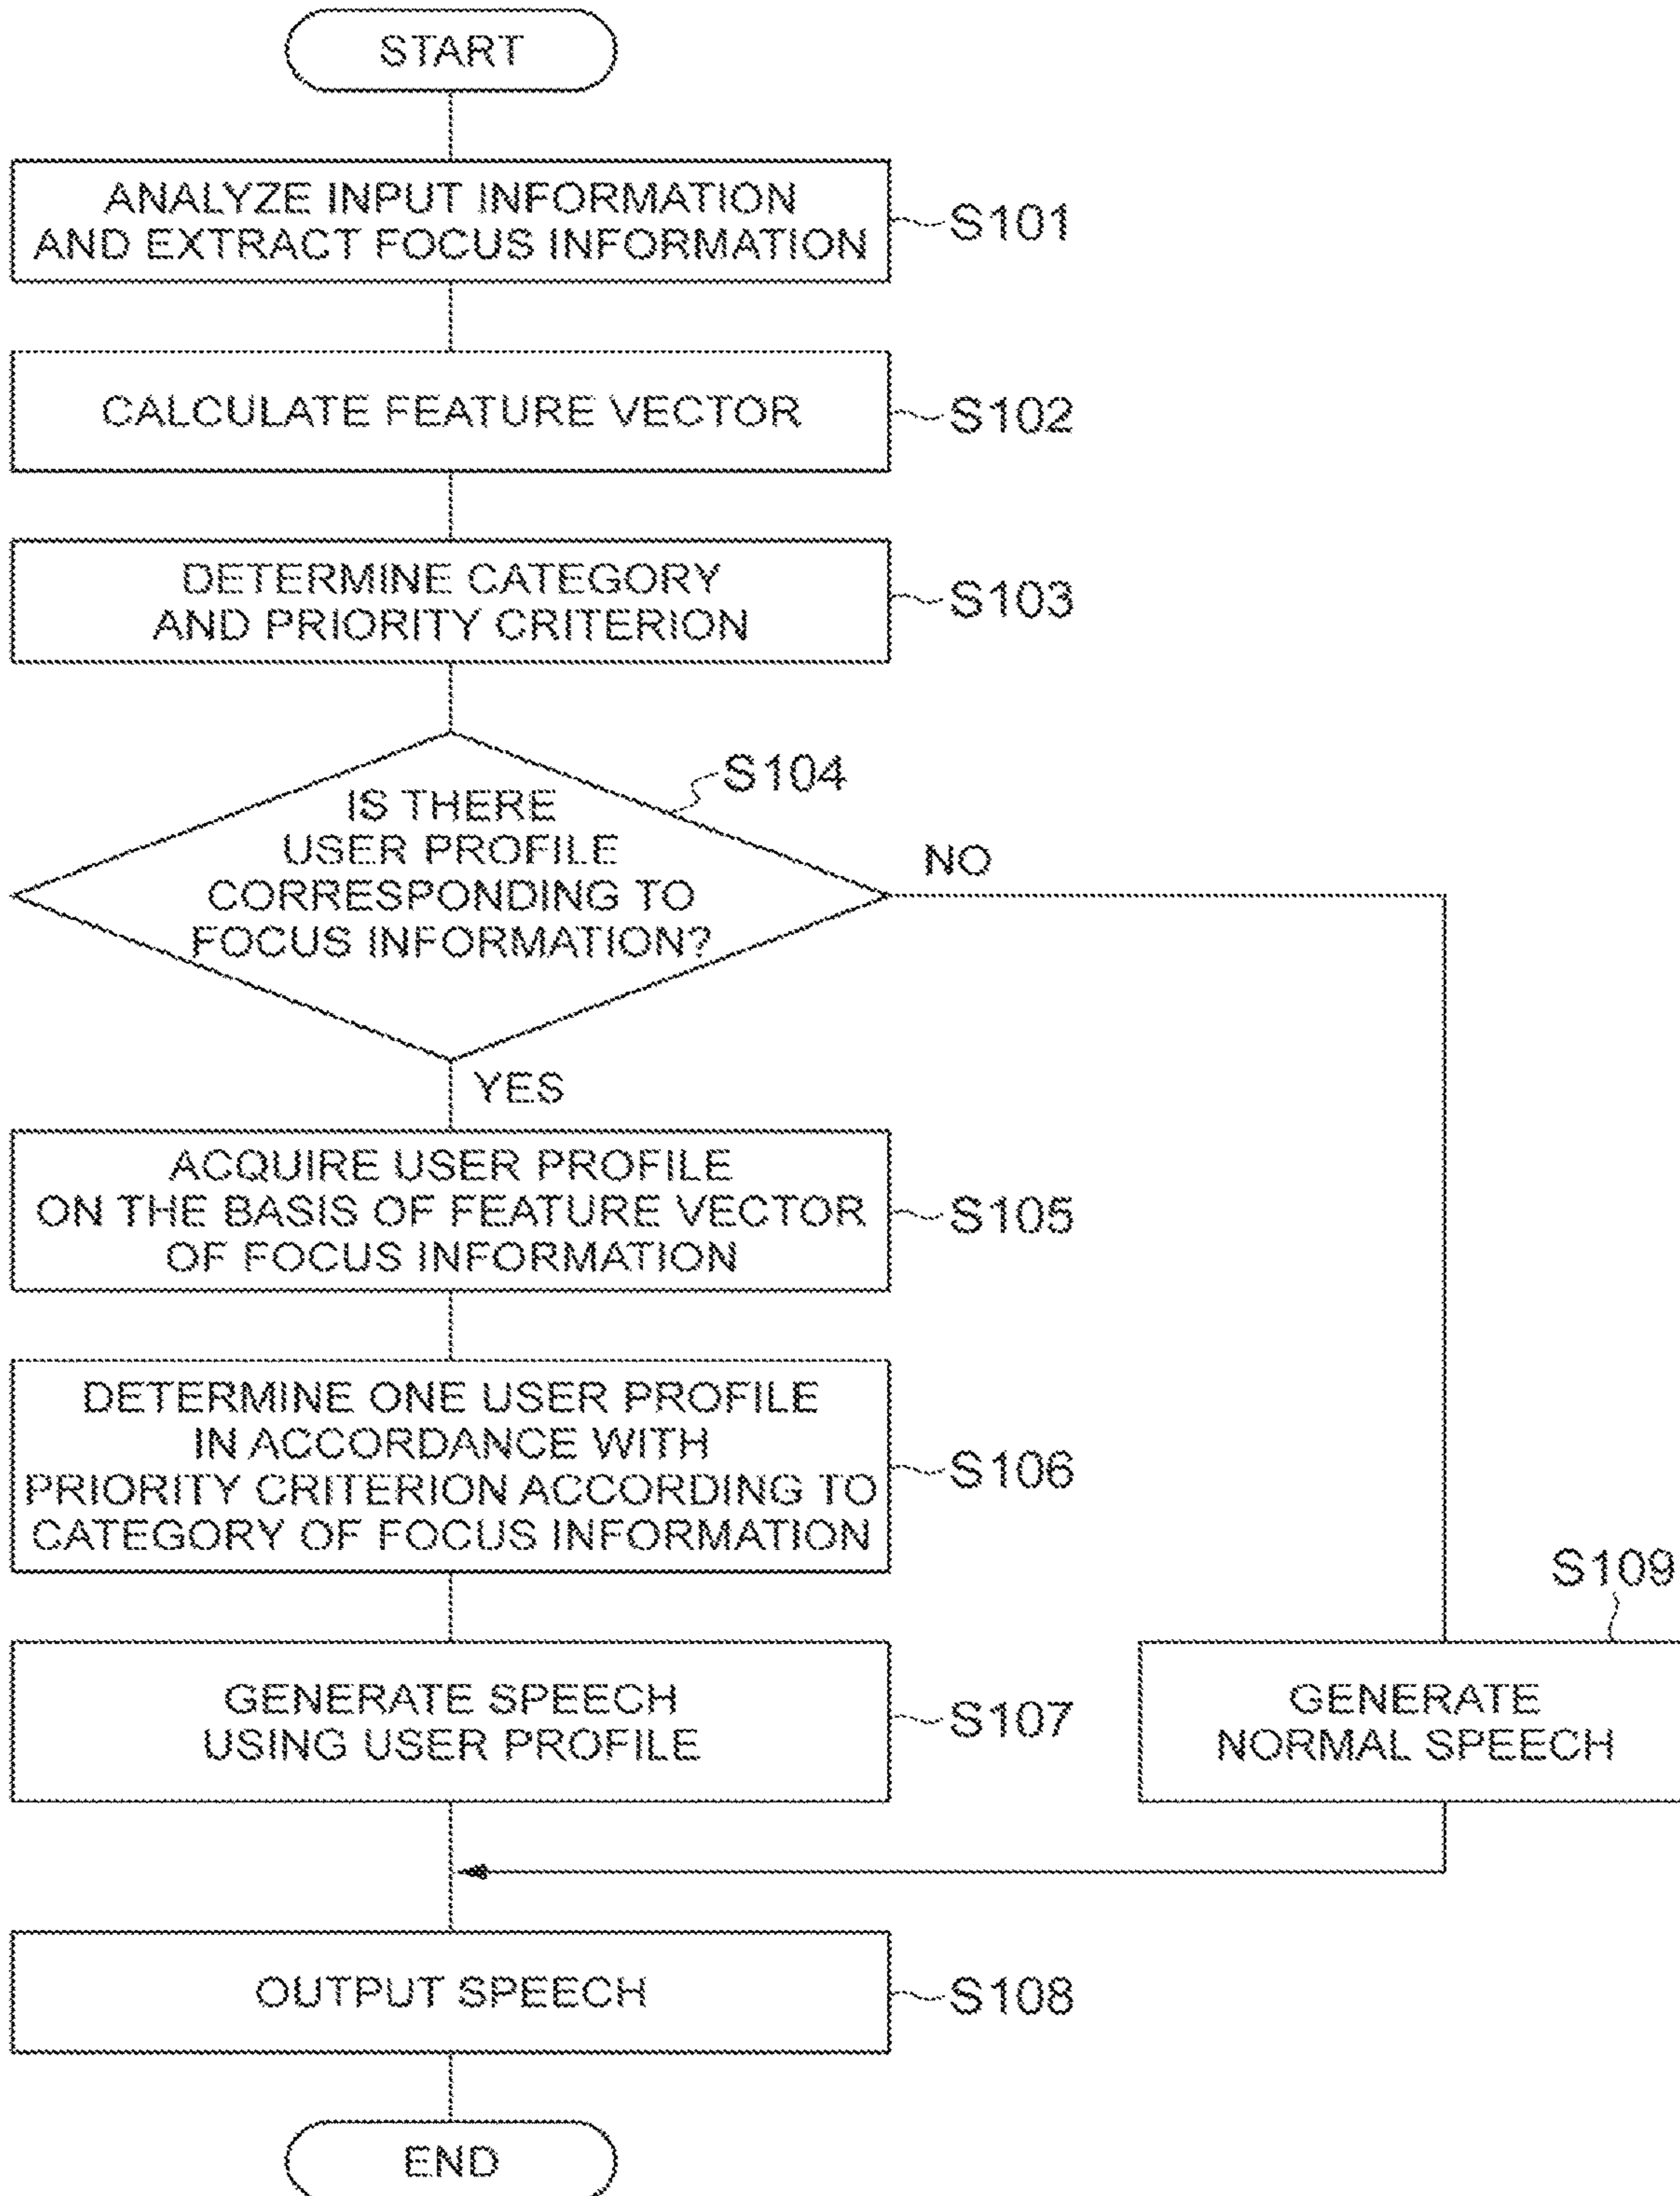 START
ANALYZE INPUT INFORMATION
AND EXTRACT FOCUS INFORMATION
S101
CALCULATE FEATURE VECTOR
S102
DETERMINE CATEGORY
AND PRIORITY CRITERION
S103
S104
IS THERE
USER PROFILE
CORRESPONDING TO
FOCUS INFORMATION?
NO
YES
ACQUIRE USER PROFILE
ON THE BASIS OF FEATURE VECTOR
OF FOCUS INFORMATION
S105
DETERMINE ONE USER PROFILE
IN ACCORDANCE WITH
PRIORITY CRITERION ACCORDING TO
CATEGORY OF FOCUS INFORMATION
S106
GENERATE SPEECH
USING USER PROFILE
S107
S109
GENERATE
NORMAL SPEECH
OUTPUT SPEECH
S108
END